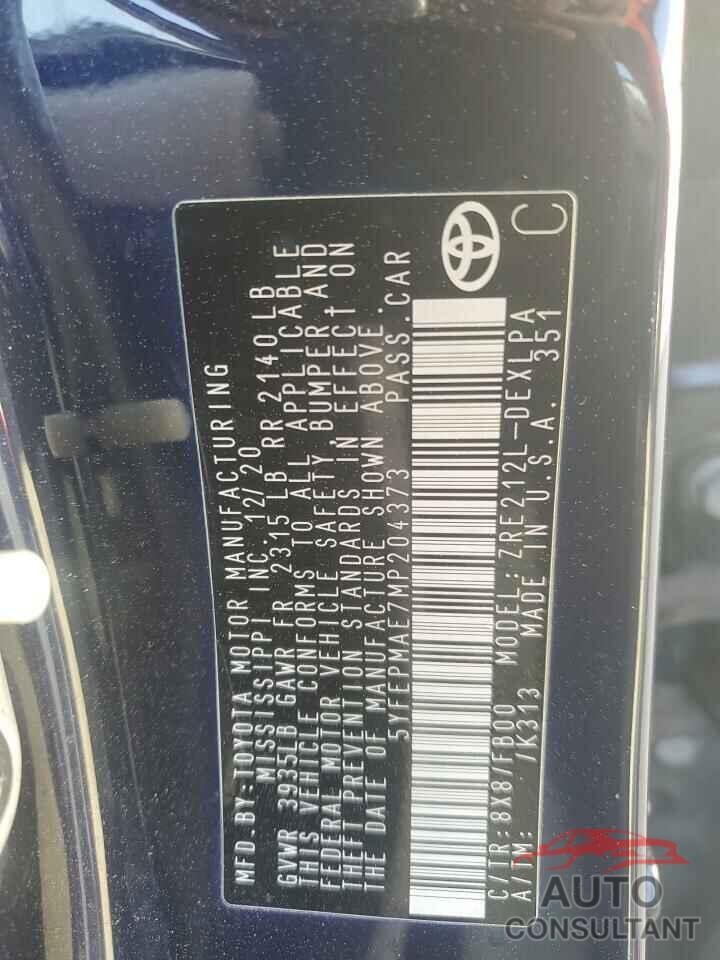 MFD.BY:TOYOTA MOTOR MANUFACTURING
MISSISSIPPI INC. 12/20
GVWR 3935LB GAWR FR 2315 LB RR 2140 LB
THIS VEHICLE CONFORMS TO ALL APPLICABLE
FEDERAL MOTOR VEHICLE SAFETY, BUMPER, AND
THEFT PREVENTION STANDARDS IN EFFECT ON
THE DATE OF MANUFACTURE SHOWN ABOVE.
5YFEPMAE7MP204373 PASS.CAR
C/TR: 8X8/FB00 MODEL: ZRE212L-DEXLPA
A/TM: /K313 MADE IN U.S.A. 351
C
AUTO
CONSULTANT